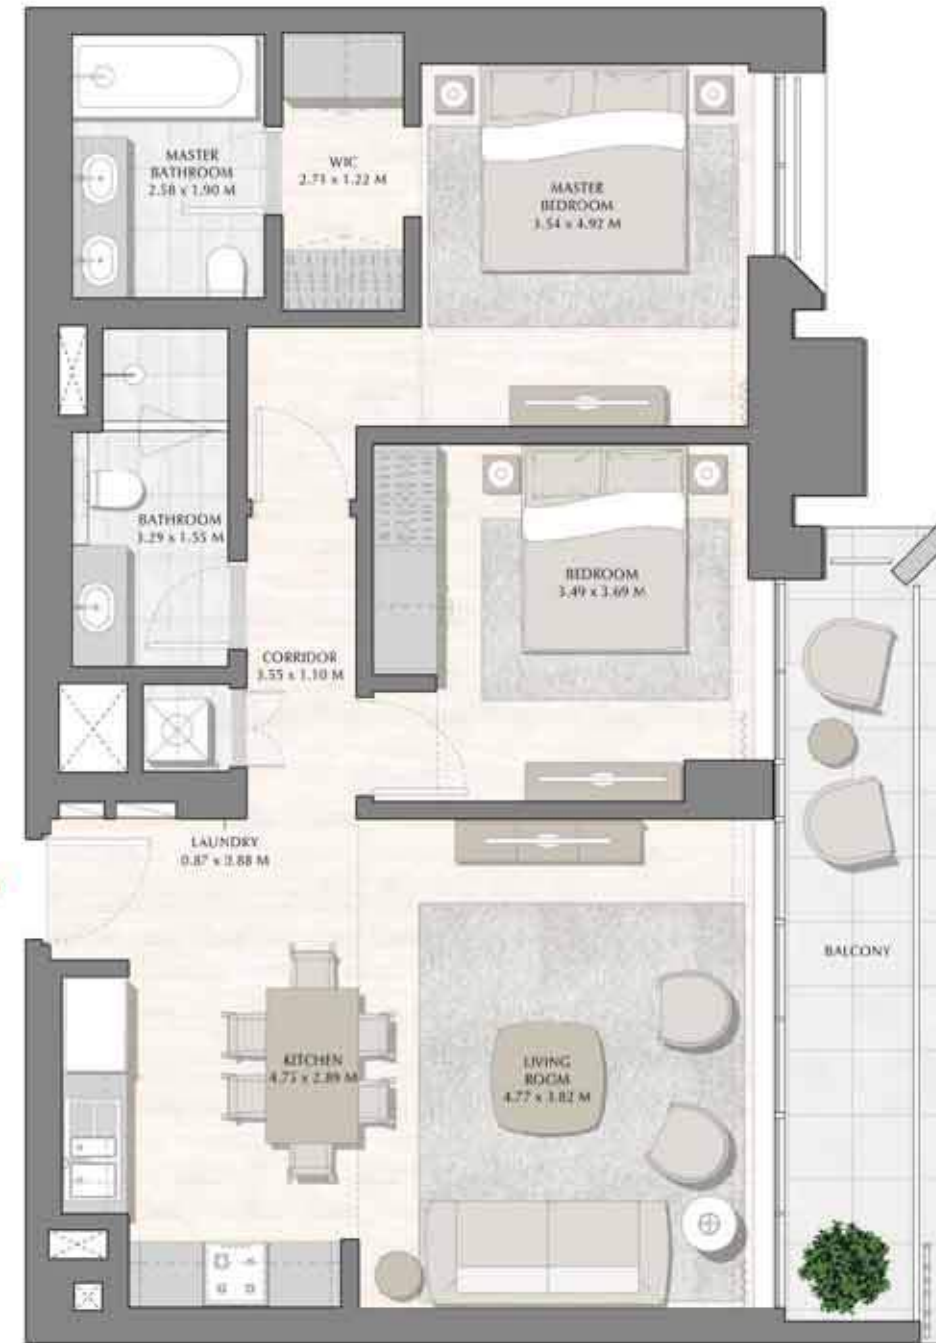 MASTER
BATHROOM
2.58 x 1.90 M
WIC
2.71 x 1.22 M
MASTER
BEDROOM
3.54 x 4.92 M
BATHROOM
3.29 x 1.55 M
BEDROOM
3.49 x 3.69 M
CORRIDOR
3.55 x 1.10 M
LAUNDRY
0.87 x 0.88 M
BALCONY
KITCHEN
4.75 x 2.89 M
LIVING
ROOM
4.77 x 3.82 M